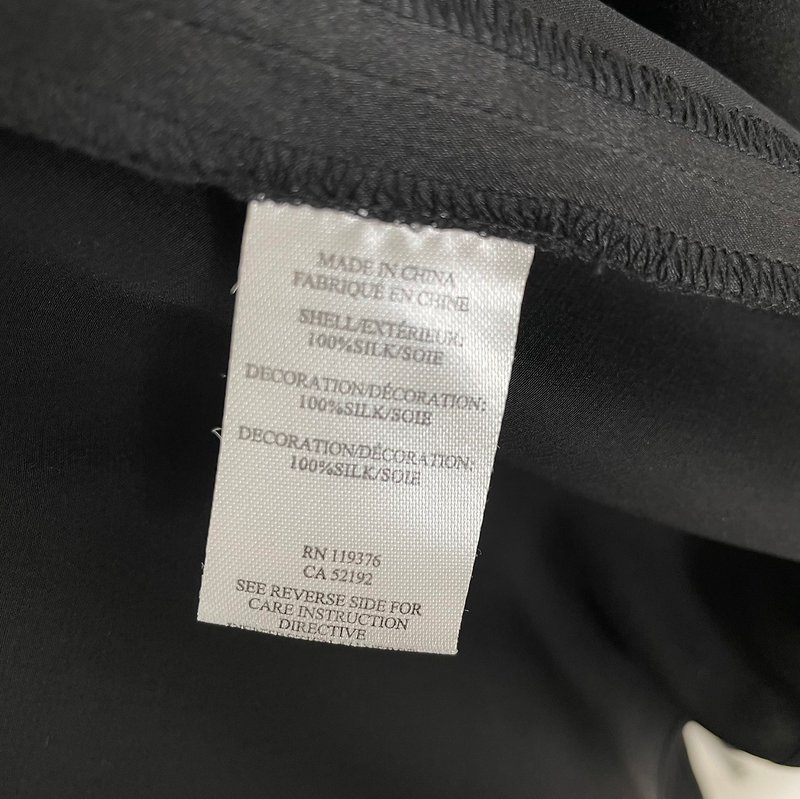 MADE IN CHINA
FABRIQUÉ EN CHINE
SHELL/EXTÉRIEUR:
100%SILK/SOIE
DECORATION/DÉCORATION:
100%SILK/SOIE
DECORATION/DÉCORATION:
100%SILK/SOIE
RN 119376
CA 52192
SEE REVERSE SIDE FOR
CARE INSTRUCTION
DIRECTIVE